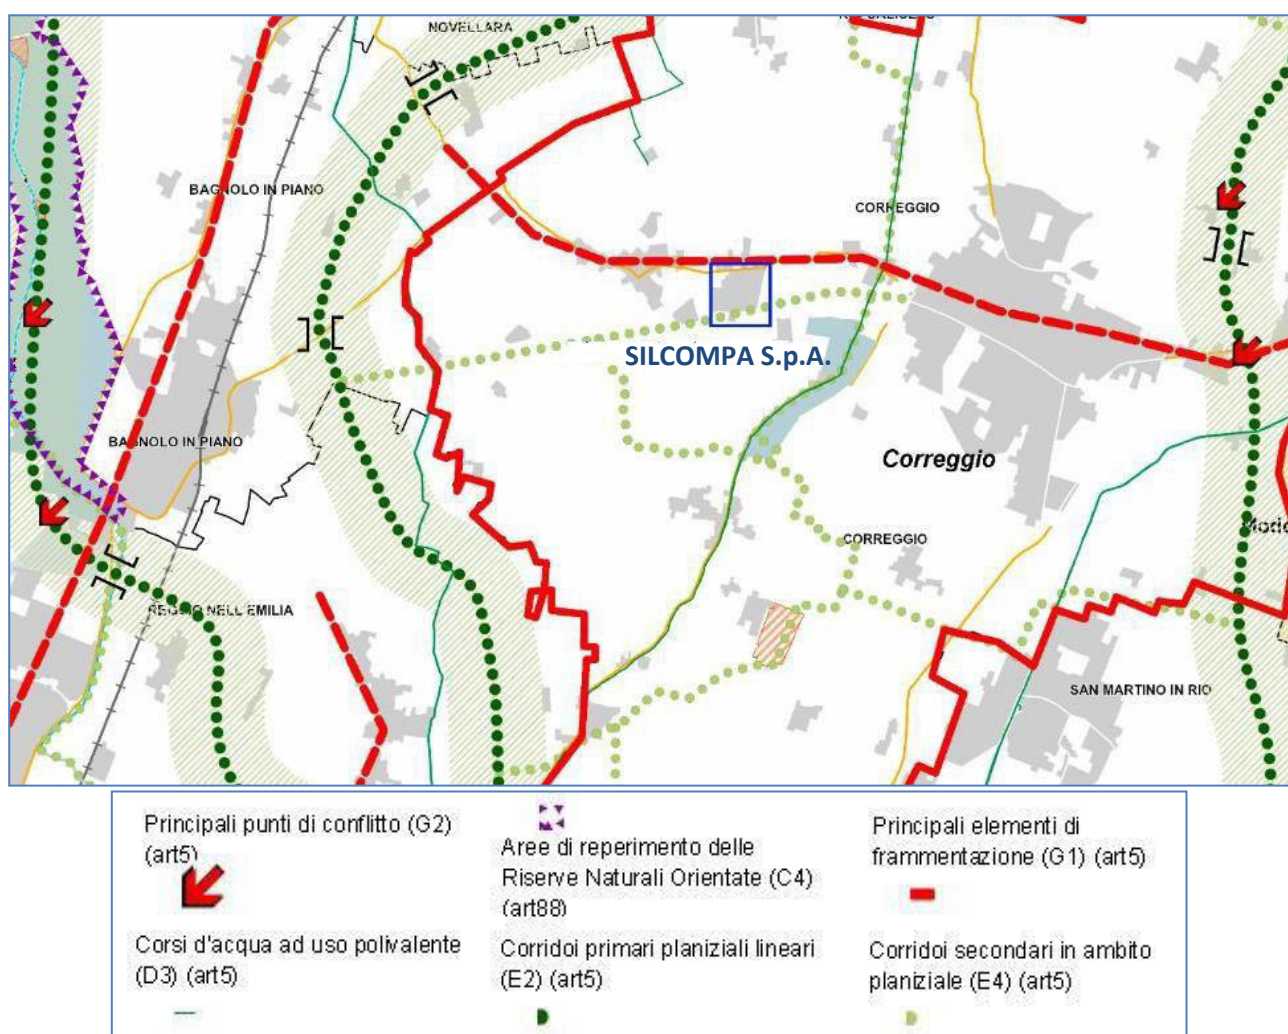 NOVELLARA
BAGNOLO IN PIANO
CORREGGIO
SILCOMPA S.p.A.
BAGNOLO IN PIANO
Correggio
CORREGGIO
REGGIO NELL'EMILIA
SAN MARTINO IN RIO
Principali punti di conflitto (G2)
(art5)
Aree di reperimento delle
Riserve Naturali Orientate (C4)
(art88)
Principali elementi di
frammentazione (G1) (art5)
Corsi d'acqua ad uso polivalente
(D3) (art5)
Corridoi primari planiziali lineari
(E2) (art5)
Corridoi secondari in ambito
planiziale (E4) (art5)